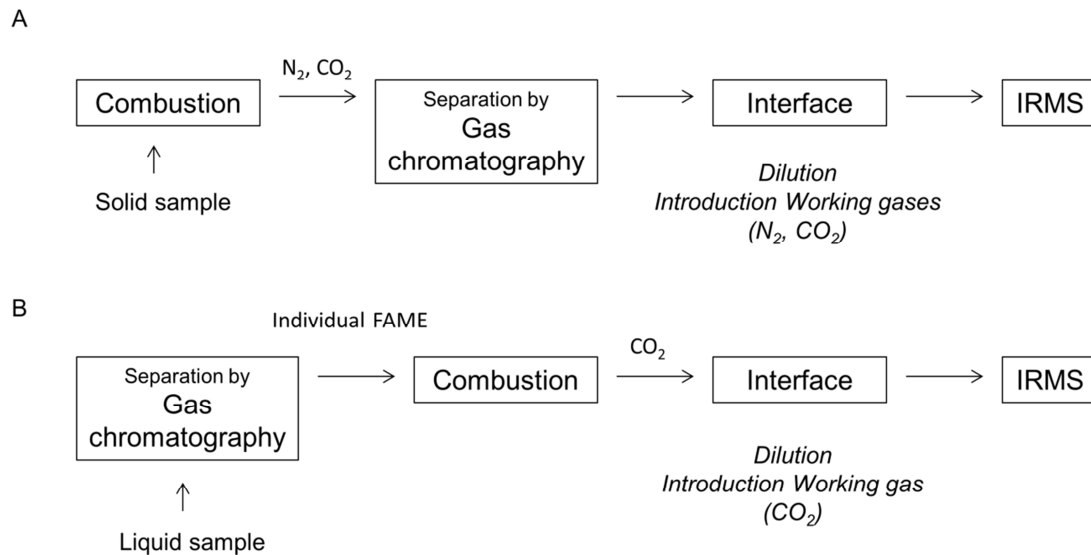 A
N₂, CO₂
Combustion
Separation by
Gas
chromatography
Interface
IRMS
Solid sample
Dilution
Introduction Working gases
(N₂, CO₂)
B
Individual FAME
Separation by
Gas
chromatography
Combustion
CO₂
Interface
IRMS
Dilution
Introduction Working gas
(CO₂)
Liquid sample